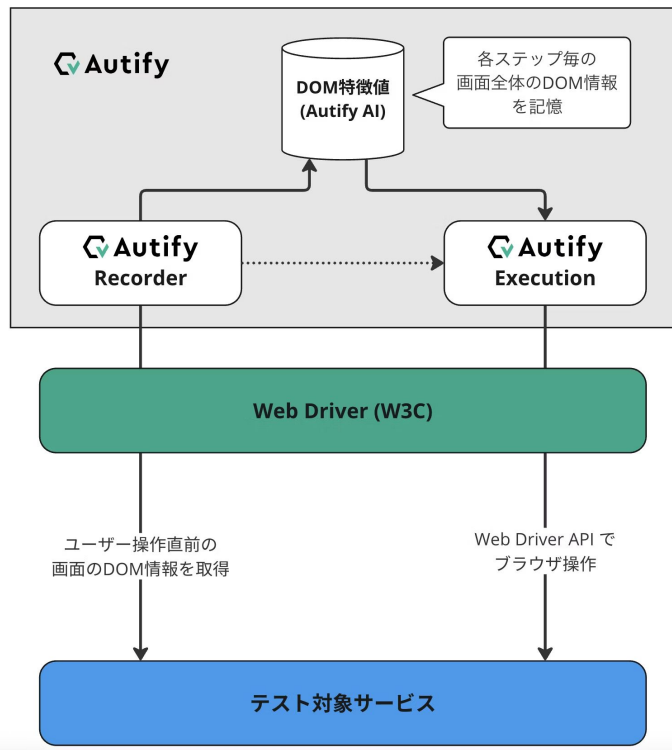 Autify
DOM特徴値
(Autify AI)
各ステップ毎の
画面全体のDOM情報
を記憶
Autify
Recorder
Autify
Execution
Web Driver (W3C)
ユーザー操作直前の
画面のDOM情報を取得
Web Driver API で
ブラウザ操作
テスト対象サービス